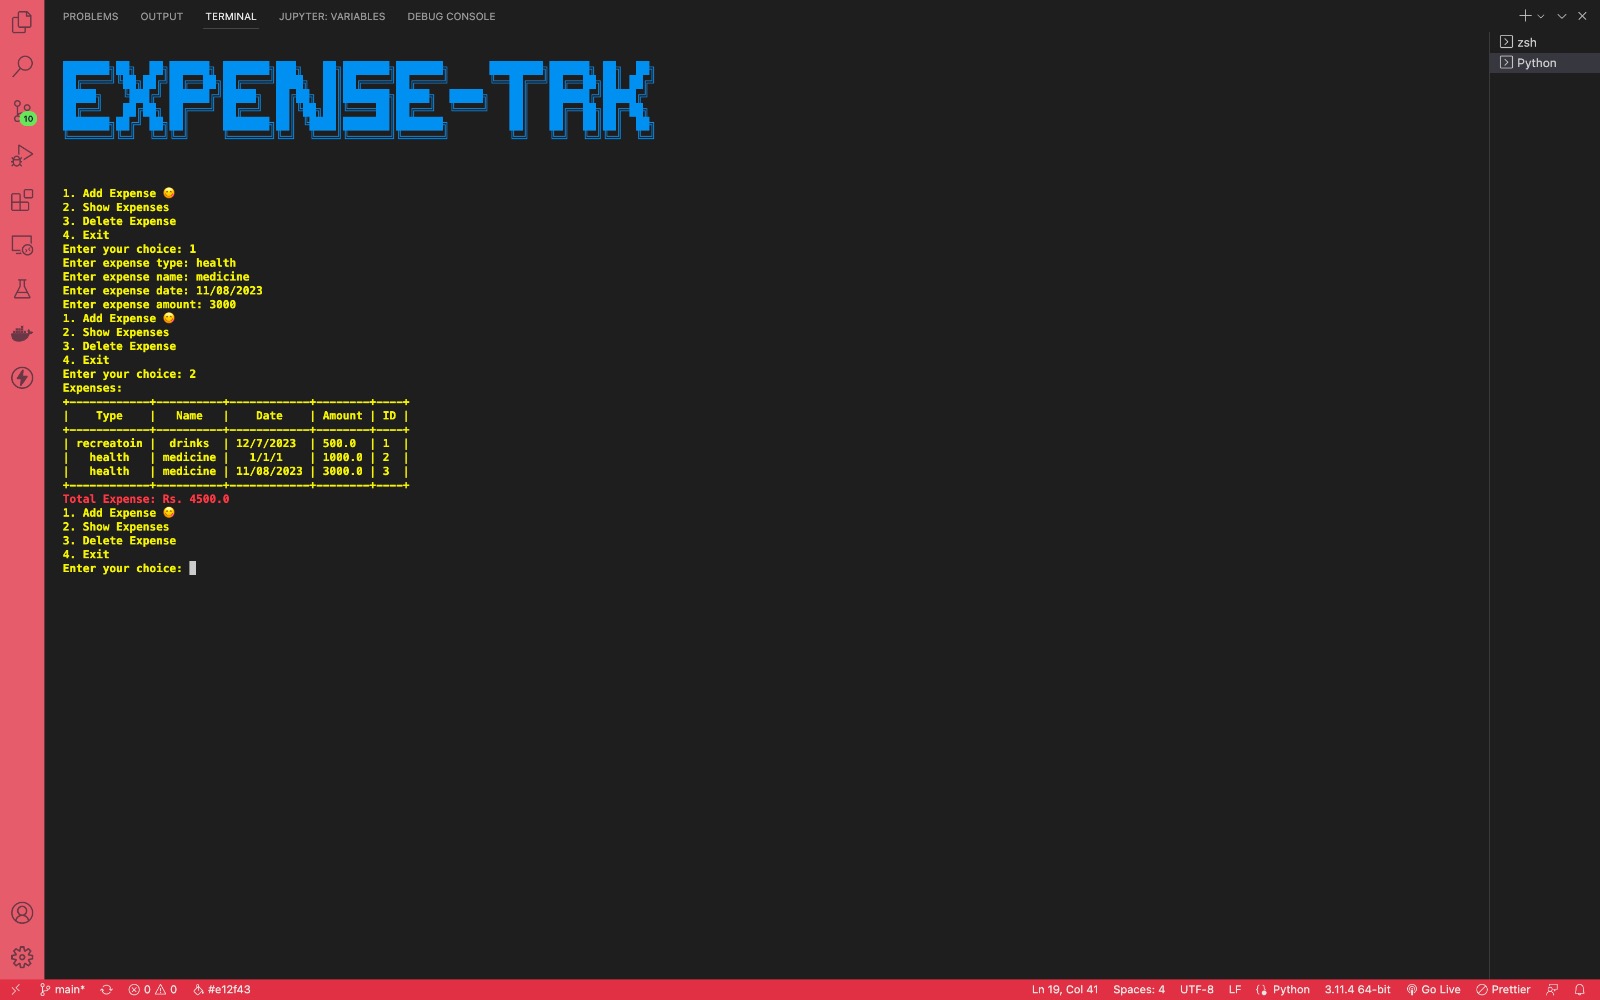 PROBLEMS OUTPUT TERMINAL JUPYTER: VARIABLES DEBUG CONSOLE
zsh
Python
10
EXPENSE-TRK
1. Add Expense 😊
2. Show Expenses
3. Delete Expense
4. Exit
Enter your choice: 1
Enter expense type: health
Enter expense name: medicine
Enter expense date: 11/08/2023
Enter expense amount: 3000
1. Add Expense 😊
2. Show Expenses
3. Delete Expense
4. Exit
Enter your choice: 2
Expenses:
+------------+----------+------------+--------+----+
| Type | Name | Date | Amount | ID |
+------------+----------+------------+--------+----+
| recreatoin | drinks | 12/7/2023 | 500.0 | 1 |
| health | medicine | 1/1/1 | 1000.0 | 2 |
| health | medicine | 11/08/2023 | 3000.0 | 3 |
+------------+----------+------------+--------+----+
Total Expense: Rs. 4500.0
1. Add Expense 😊
2. Show Expenses
3. Delete Expense
4. Exit
Enter your choice:
main* 0 0 #e12f43 Ln 19, Col 41 Spaces: 4 UTF-8 LF Python 3.11.4 64-bit Go Live Prettier